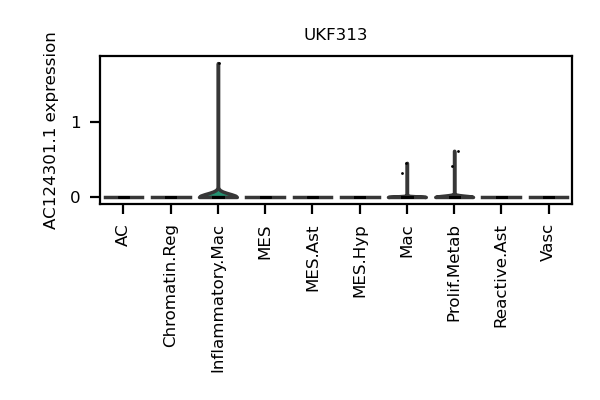 UKF313
AC124301.1 expression
1
0
AC
Chromatin.Reg
Inflammatory.Mac
MES
MES.Ast
MES.Hyp
Mac
Prolif.Metab
Reactive.Ast
Vasc